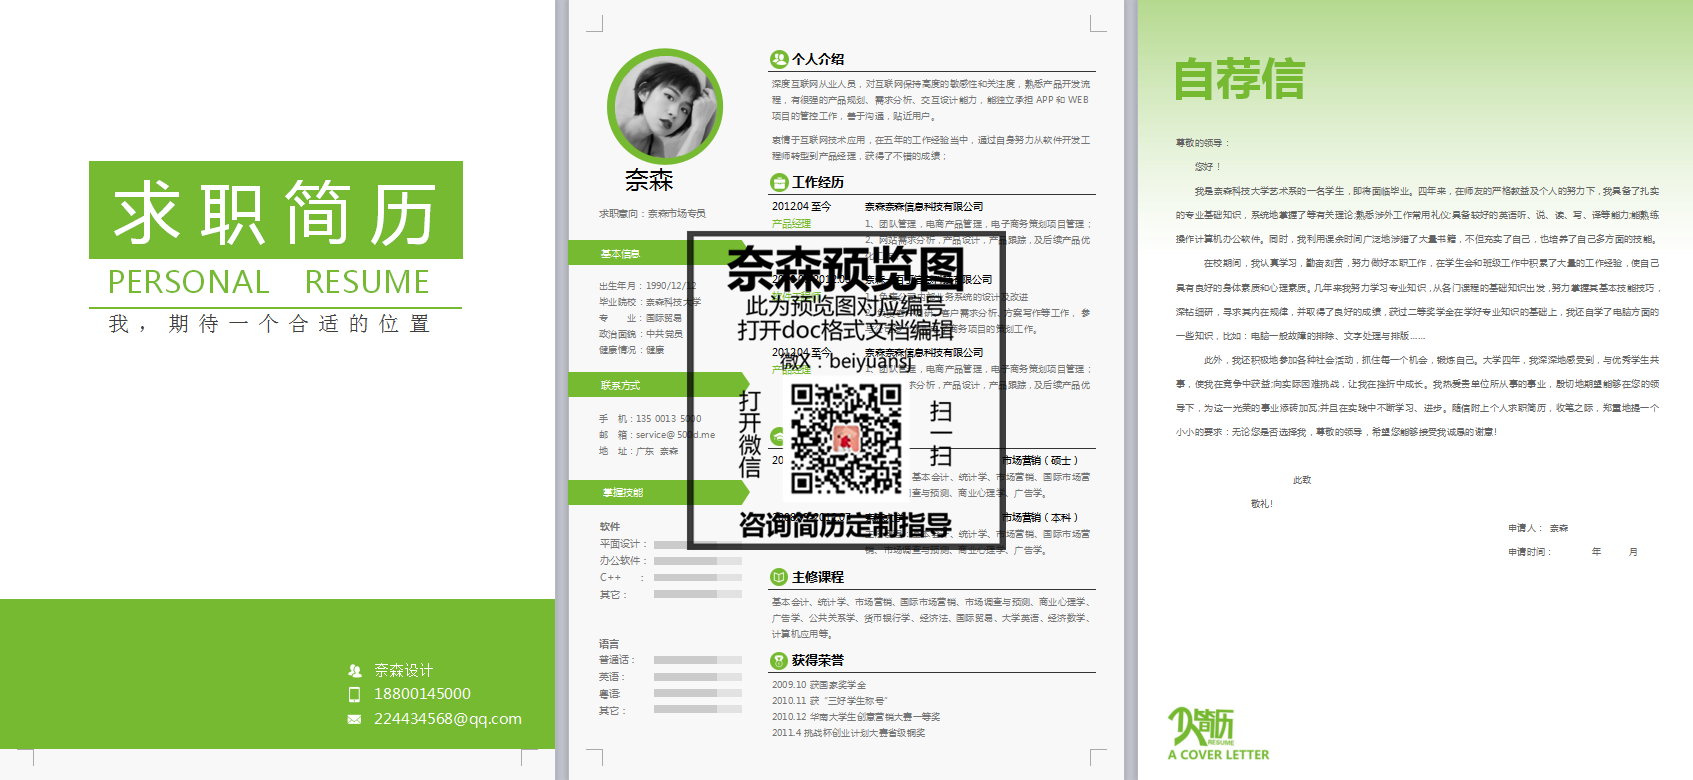 求职简历
PERSONAL RESUME
我，期待一个合适的位置
奈森设计
18800145000
224434568@qq.com
奈森
求职意向：奈森市场专员
基本信息
出生年月：1990/12/12
毕业院校：奈森科技大学
专 业：国际贸易
政治面貌：中共党员
健康情况：健康
联系方式
手 机：135 0013 5000
邮 箱：service@500d.me
地 址：广东 奈森
掌握技能
软件
平面设计：
办公软件：
C++ ：
其它：
语言
普通话：
英语：
粤语:
其它：
个人介绍
深度互联网从业人员，对互联网保持高度的敏感性和关注度，熟悉产品开发流
程，有很强的产品规划、需求分析、交互设计能力，能独立承担 APP 和 WEB
项目的管控工作，善于沟通，贴近用户。
衷情于互联网技术应用，在五年的工作经验当中，通过自身努力从软件开发工
程师转型到产品经理，获得了不错的成绩；
工作经历
2012.04 至今 奈森奈森信息科技有限公司
产品经理
1、团队管理，电商产品管理，电子商务策划项目管理；
2、网站需求分析，产品设计，产品跟踪，及后续产品优
有限公司
务系统的设计及改进
客户需求分析、方案写作等工作， 参
商务项目的策划工作。
2012.04 至今 奈森奈森信息科技有限公司
产品经理
1、团队管理，电商产品管理，电子商务策划项目管理；
求分析，产品设计，产品跟踪，及后续产品优
市场营销（硕士）
基本会计、统计学、市场营销、国际市场营
查与预测、商业心理学、广告学。
市场营销（本科）
基本会计、统计学、市场营销、国际市场营
销、市场调查与预测、商业心理学、广告学。
奈森预览图
此为预览图对应编号
打开doc格式文档编辑
微X：beiyuansj
打开微信
扫一扫
咨询简历定制指导
主修课程
基本会计、统计学、市场营销、国际市场营销、市场调查与预测、商业心理学、
广告学、公共关系学、货币银行学、经济法、国际贸易、大学英语、经济数学、
计算机应用等。
获得荣誉
2009.10 获国家奖学金
2010.11 获“三好学生称号”
2010.12 华南大学生创意营销大赛一等奖
2011.4 挑战杯创业计划大赛省级铜奖
自荐信
尊敬的领导：
您好！
我是奈森科技大学艺术系的一名学生，即将面临毕业。四年来，在师友的严格教益及个人的努力下，我具备了扎实
的专业基础知识，系统地掌握了等有关理论;熟悉涉外工作常用礼仪;具备较好的英语听、说、读、写、译等能力;能熟练
操作计算机办公软件。同时，我利用课余时间广泛地涉猎了大量书籍，不但充实了自己，也培养了自己多方面的技能。
在校期间，我认真学习，勤奋刻苦，努力做好本职工作，在学生会和班级工作中积累了大量的工作经验，使自己
具有良好的身体素质和心理素质。几年来我努力学习专业知识，从各门课程的基础知识出发，努力掌握其基本技能技巧，
深钻细研，寻求其内在规律，并取得了良好的成绩，获过二等奖学金在学好专业知识的基础上，我还自学了电脑方面的
一些知识，比如：电脑一般故障的排除、文字处理与排版……
此外，我还积极地参加各种社会活动，抓住每一个机会，锻炼自己。大学四年，我深深地感受到，与优秀学生共
事，使我在竞争中获益;向实际困难挑战，让我在挫折中成长。我热爱贵单位所从事的事业，殷切地期望能够在您的领
导下，为这一光荣的事业添砖加瓦;并且在实践中不断学习、进步。随信附上个人求职简历，收笔之际，郑重地提一个
小小的要求：无论您是否选择我，尊敬的领导，希望您能够接受我诚恳的谢意！
此致
敬礼！
申请人： 奈森
申请时间： 年 月
简历
RESUME
A COVER LETTER